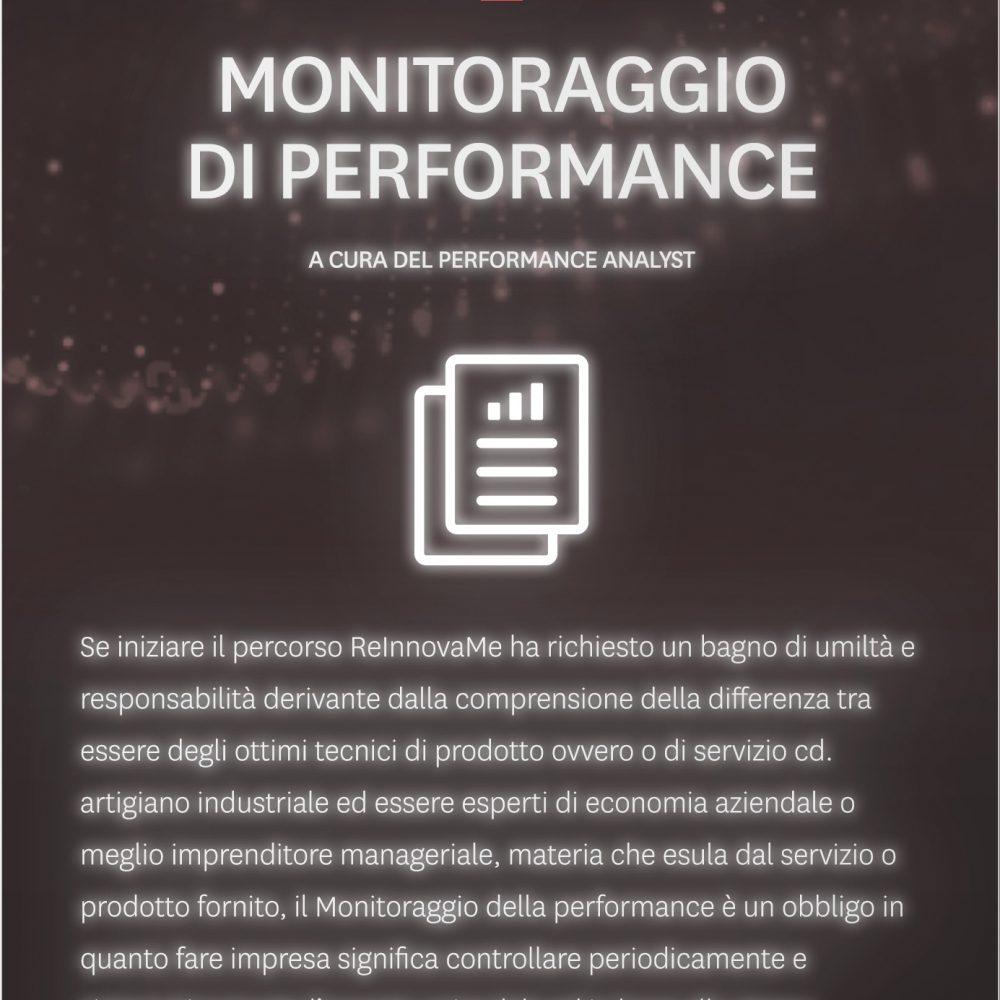 MONITORAGGIO
DI PERFORMANCE
A CURA DEL PERFORMANCE ANALYST
Se iniziare il percorso ReInnovaMe ha richiesto un bagno di umiltà e
responsabilità derivante dalla comprensione della differenza tra
essere degli ottimi tecnici di prodotto ovvero o di servizio cd.
artigiano industriale ed essere esperti di economia aziendale o
meglio imprenditore manageriale, materia che esula dal servizio o
prodotto fornito, il Monitoraggio della performance è un obbligo in
quanto fare impresa significa controllare periodicamente e